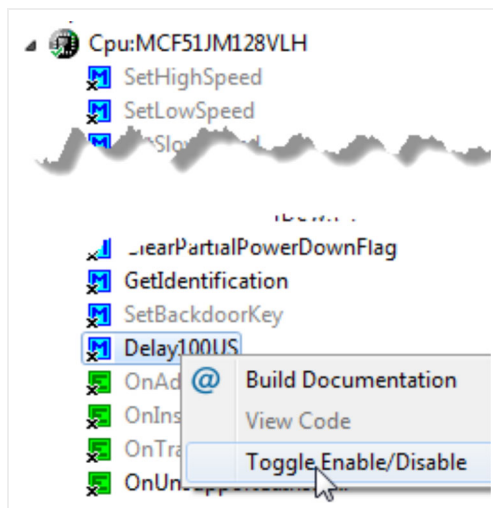 Cpu:MCF51JM128VLH
SetHighSpeed
SetLowSpeed
ClearPartialPowerDownFlag
GetIdentification
SetBackdoorKey
Delay100US
@ Build Documentation
View Code
Toggle Enable/Disable